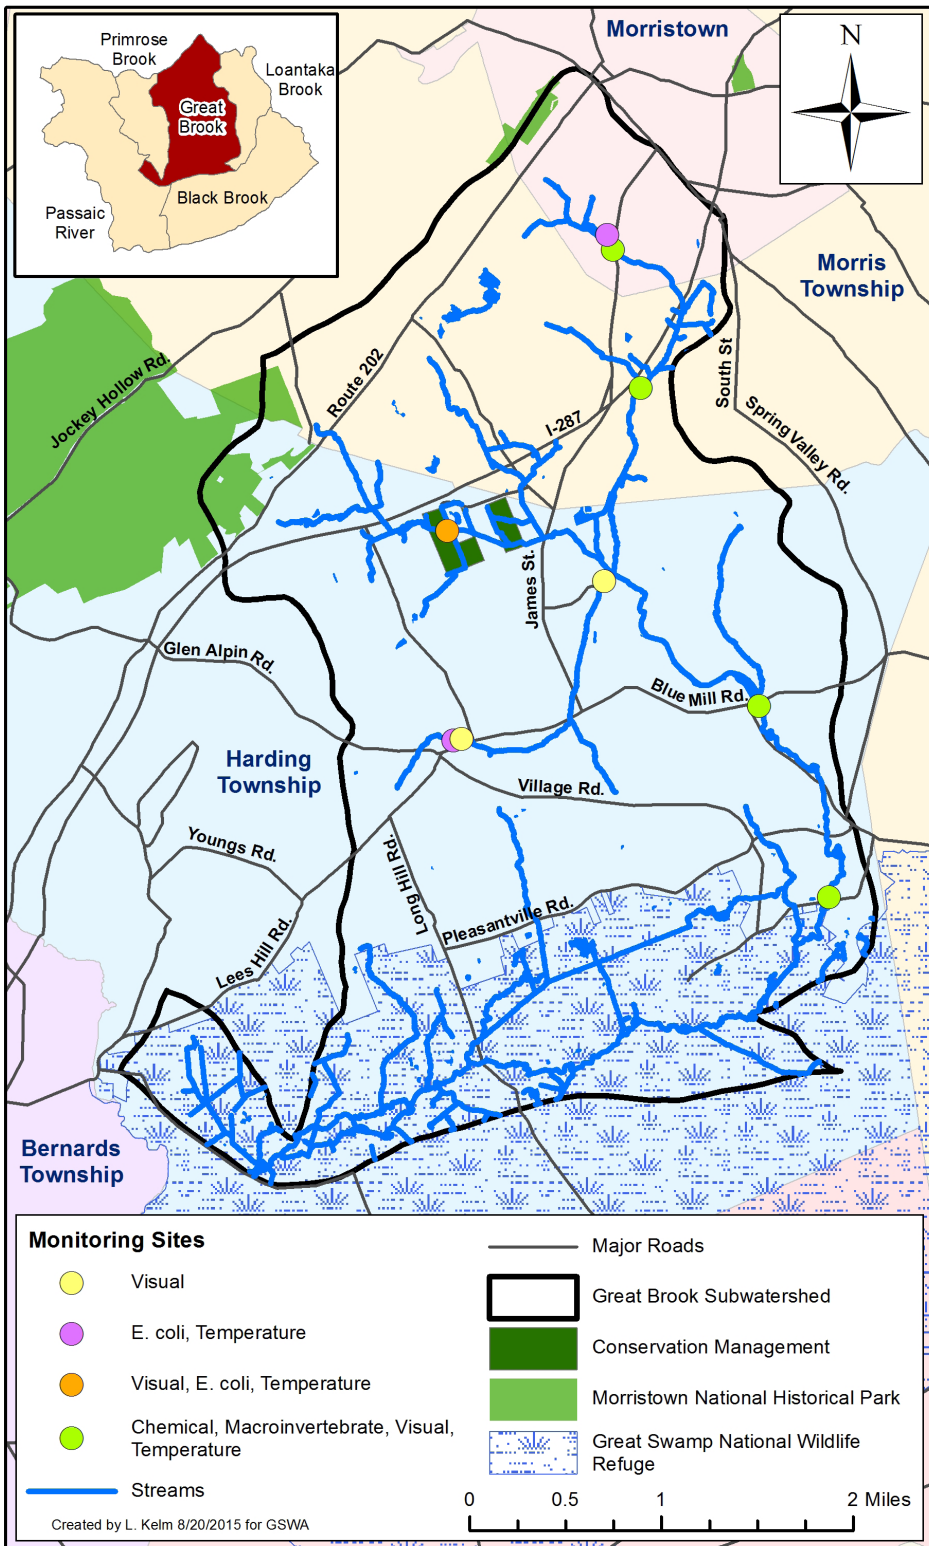 Morristown
N
Primrose
Brook
Loantaka
Brook
Great
Brook
Black Brook
Passaic
River
Morris
Township
Jockey Hollow Rd.
Route 202
I-287
South St
Spring Valley Rd.
James St.
Glen Alpin Rd.
Blue Mill Rd.
Harding
Township
Village Rd.
Youngs Rd.
Long Hill Rd.
Pleasantville Rd.
Lees Hill Rd.
Bernards
Township
Monitoring Sites
Visual
E. coli, Temperature
Visual, E. coli, Temperature
Chemical, Macroinvertebrate, Visual,
Temperature
Streams
Created by L. Kelm 8/20/2015 for GSWA
Major Roads
Great Brook Subwatershed
Conservation Management
Morristown National Historical Park
Great Swamp National Wildlife
Refuge
0 0.5 1 2 Miles